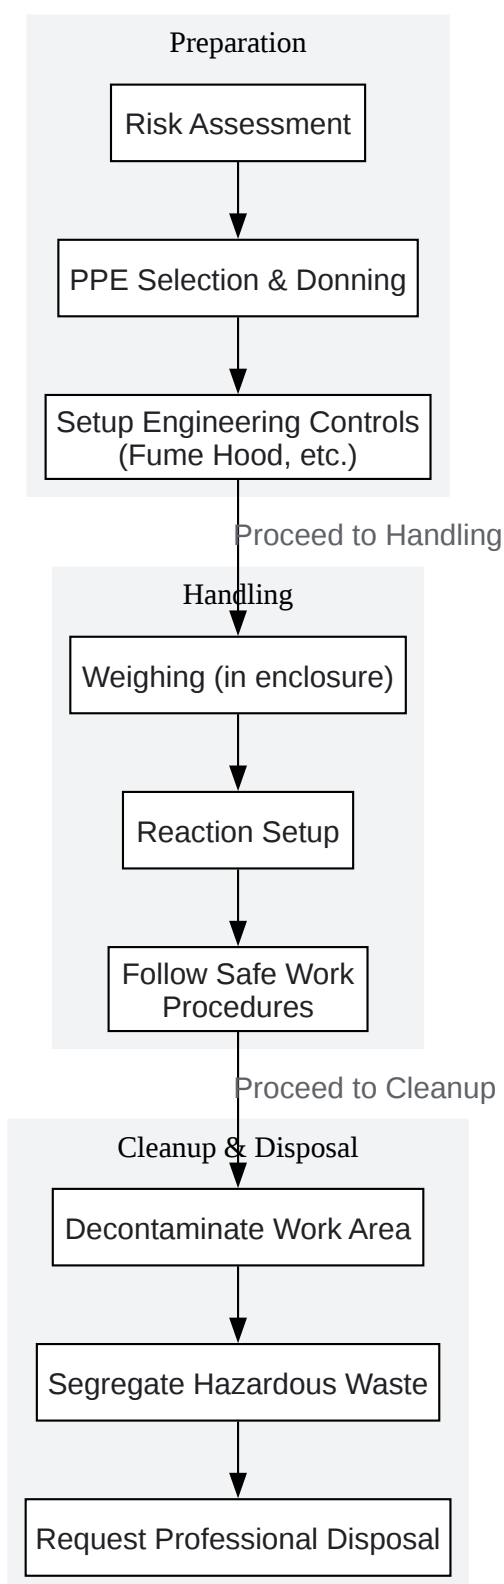 Preparation
Risk Assessment
PPE Selection & Donning
Setup Engineering Controls
(Fume Hood, etc.)
Proceed to Handling
Handling
Weighing (in enclosure)
Reaction Setup
Follow Safe Work
Procedures
Proceed to Cleanup
Cleanup & Disposal
Decontaminate Work Area
Segregate Hazardous Waste
Request Professional Disposal